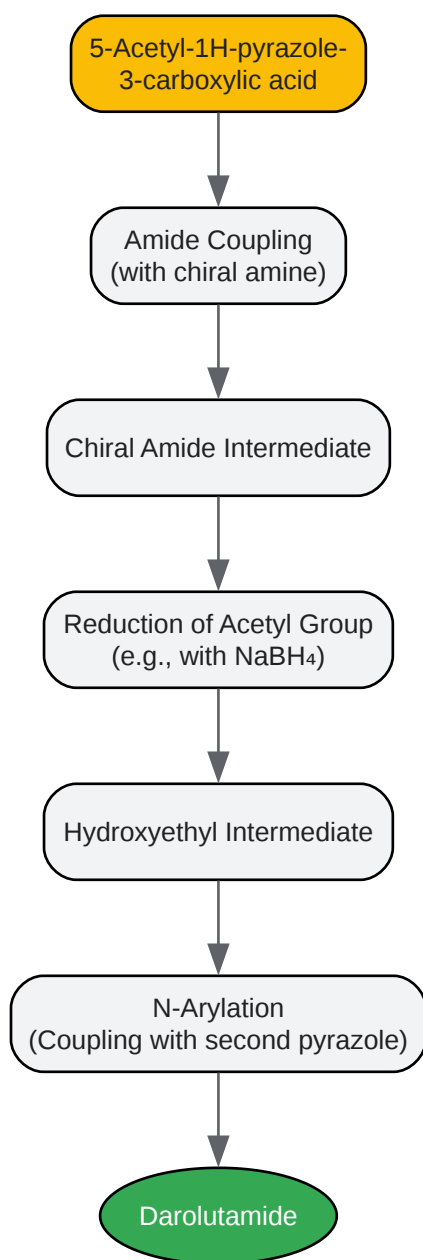 5-Acetyl-1H-pyrazole-
3-carboxylic acid
Amide Coupling
(with chiral amine)
Chiral Amide Intermediate
Reduction of Acetyl Group
(e.g., with NaBH₄)
Hydroxyethyl Intermediate
N-Arylation
(Coupling with second pyrazole)
Darolutamide